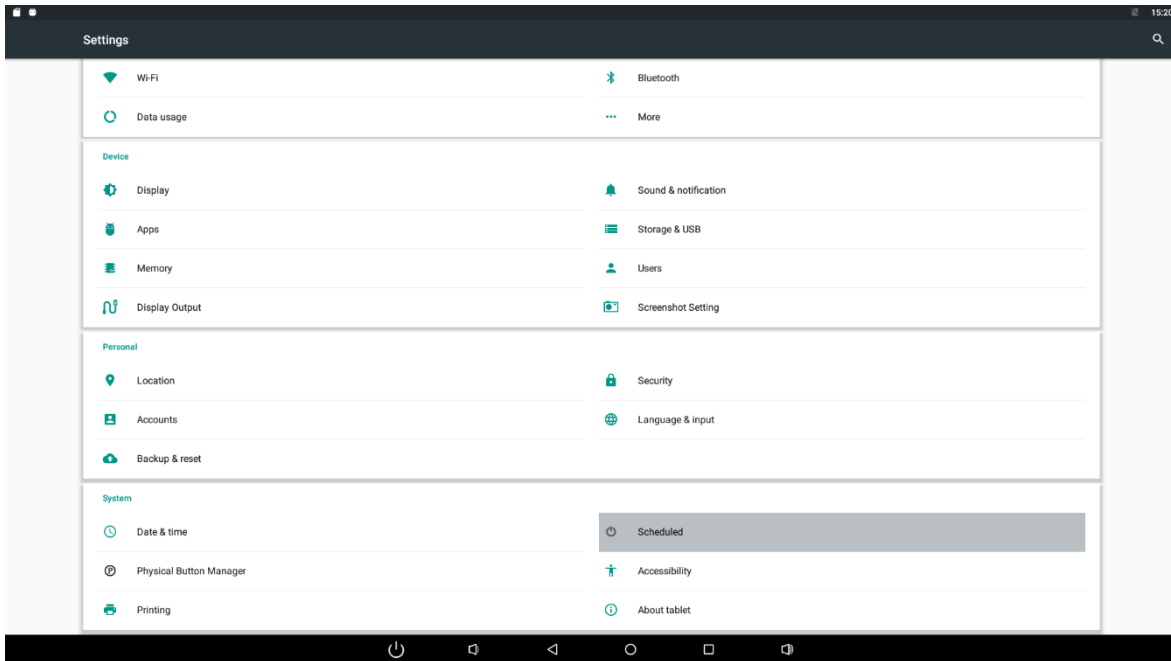 15:20
Settings
Wi-Fi
Bluetooth
Data usage
More
Device
Display
Sound & notification
Apps
Storage & USB
Memory
Users
Display Output
Screenshot Setting
Personal
Location
Security
Accounts
Language & input
Backup & reset
System
Date & time
Scheduled
Physical Button Manager
Accessibility
Printing
About tablet